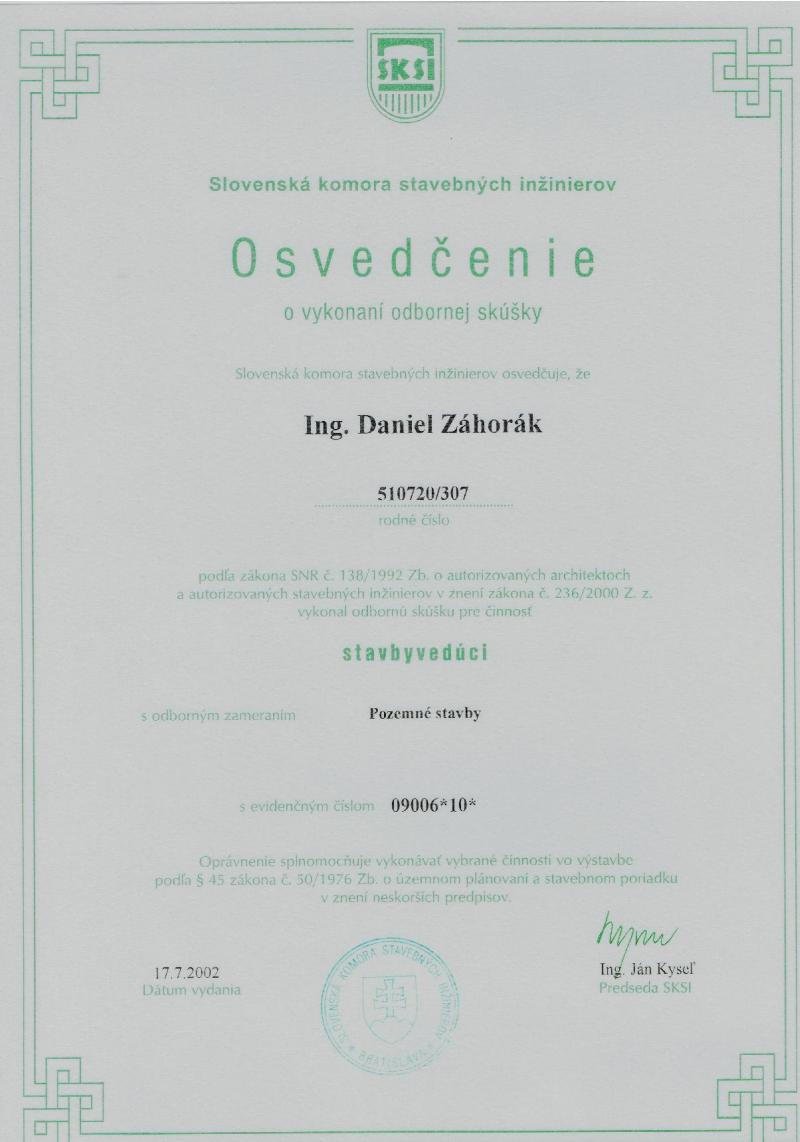 SKSI
Slovenská komora stavebných inžinierov
Osvedčenie
o vykonaní odbornej skúšky
Slovenská komora stavebných inžinierov osvedčuje, že
Ing. Daniel Záhorák
510720/307
rodné číslo
podľa zákona SNR č. 138/1992 Zb. o autorizovaných architektoch
a autorizovaných stavebných inžinierov v znení zákona č. 236/2000 Z. z.
vykonal odbornú skúšku pre činnosť
stavbyvedúci
s odborným zameraním Pozemné stavby
s evidenčným číslom 09006*10*
Oprávnenie splnomocňuje vykonávať vybrané činnosti vo výstavbe
podľa § 45 zákona č. 50/1976 Zb. o územnom plánovaní a stavebnom poriadku
v znení neskorších predpisov.
17.7.2002
Dátum vydania
SLOVENSKÁ KOMORA STAVEBNÝCH INŽINIEROV
* BRATISLAVA *
Ing. Ján Kyseľ
Predseda SKSI